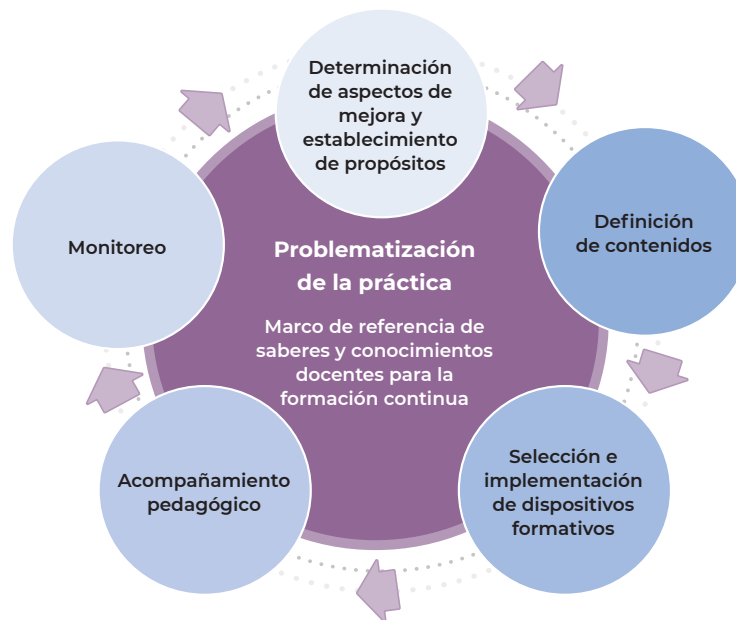 Determinación
de aspectos de
mejora y
establecimiento
de propósitos
Definición
de contenidos
Selección e
implementación
de dispositivos
formativos
Acompañamiento
pedagógico
Monitoreo
Problematización
de la práctica
Marco de referencia de
saberes y conocimientos
docentes para la
formación continua